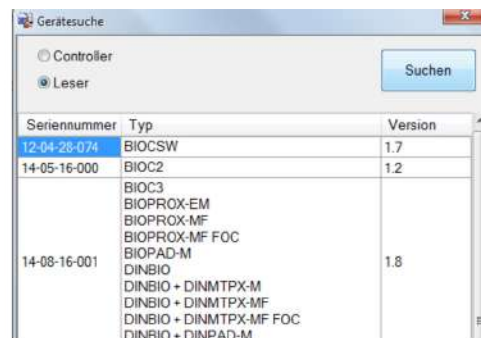 Gerätesuche
Controller
Leser
Suchen
Seriennummer Typ Version
12-04-28-074 BIOCSW 1.7
14-05-16-000 BIOC2 1.2
BIOC3
BIOPROX-EM
BIOPROX-MF
BIOPROX-MF FOC
BIOPAD-M
14-08-16-001 DINBIO 1.8
DINBIO + DINMTPX-M
DINBIO + DINMTPX-MF
DINBIO + DINMTPX-MF FOC
DINBIO + DINPAD-M